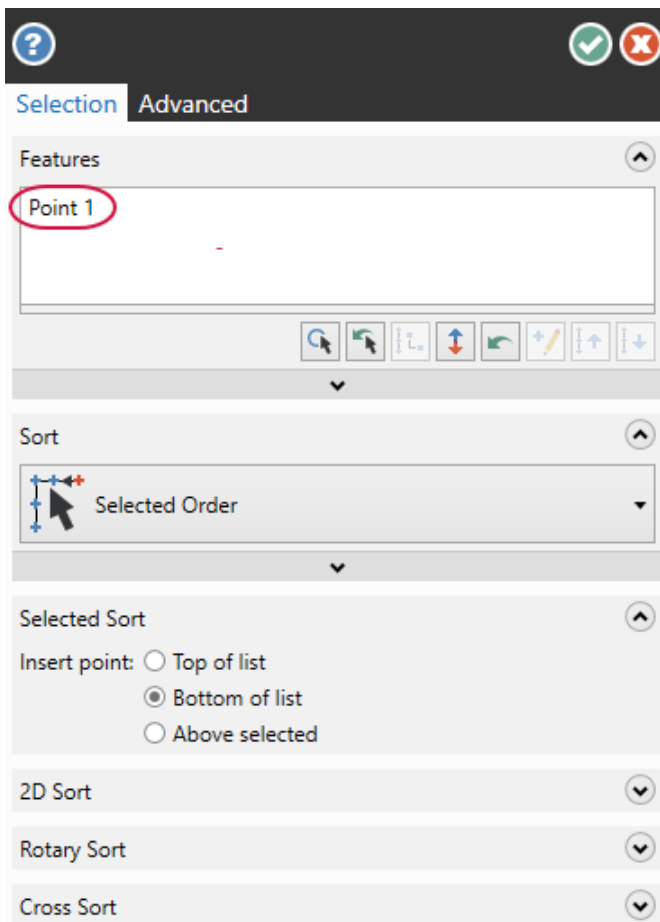 ?
Selection Advanced
Features
Point 1
Sort
Selected Order
Selected Sort
Insert point: Top of list
Bottom of list
Above selected
2D Sort
Rotary Sort
Cross Sort